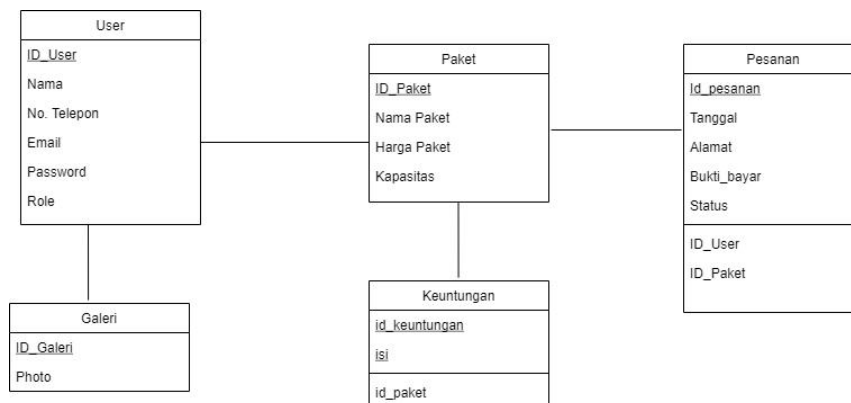 User
ID_User
Nama
No. Telepon
Email
Password
Role
Paket
ID_Paket
Nama Paket
Harga Paket
Kapasitas
Pesanan
Id_pesanan
Tanggal
Alamat
Bukti_bayar
Status
ID_User
ID_Paket
Galeri
ID_Galeri
Photo
Keuntungan
id_keuntungan
isi
id_paket